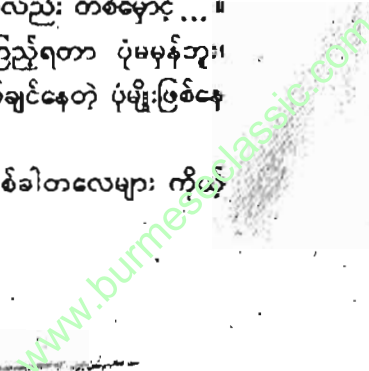 လည်း တစ်မှောင့် ... ။
ကြည့်ရတာ ပုံမမှန်ဘူး၊
ချင်နေတဲ့ ပုံမျိုးဖြစ်နေ
စ်ခါတလေများ ကိုယ့်
www.burmeseclassic.com